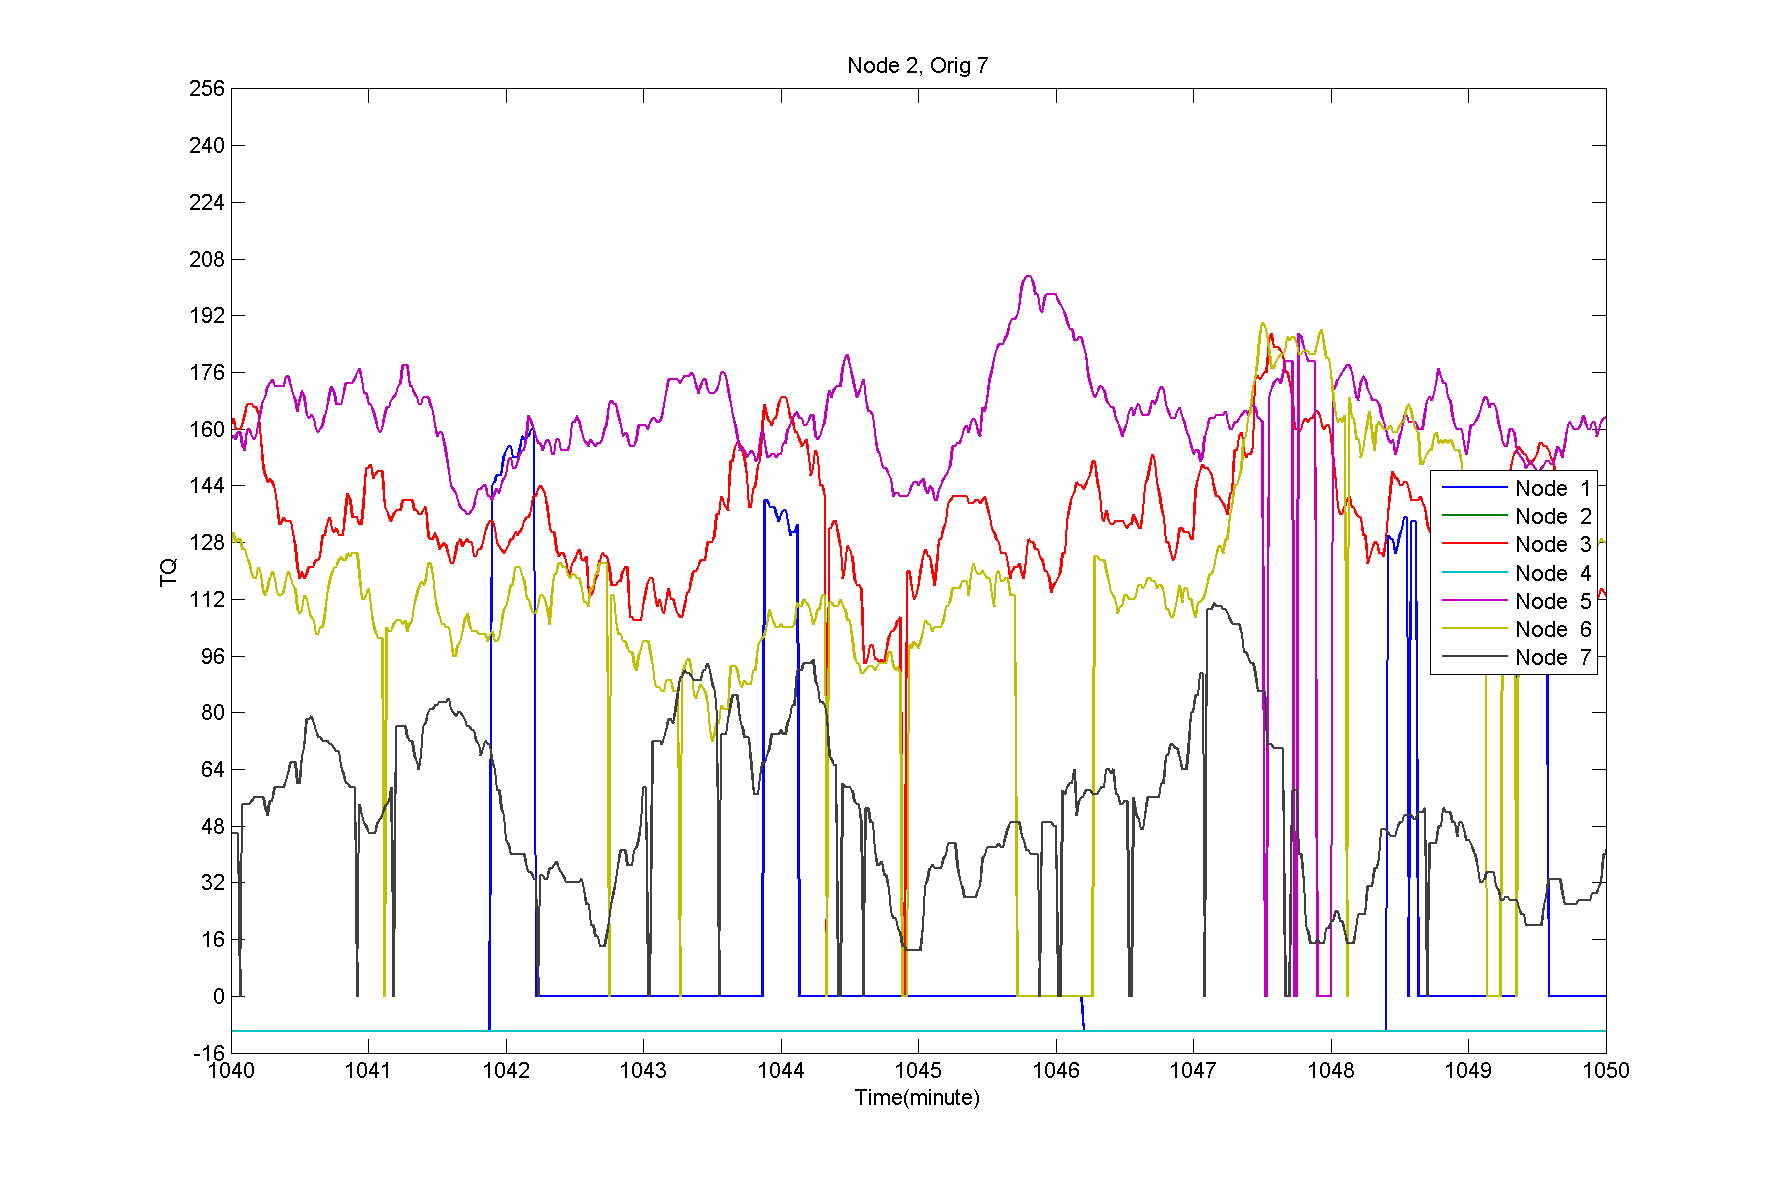 Node 2, Orig 7
256
240
224
208
192
176
160
144
128
112
96
80
64
48
32
16
0
-16
TQ
1040 1041 1042 1043 1044 1045 1046 1047 1048 1049 1050
Time(minute)
Node 1
Node 2
Node 3
Node 4
Node 5
Node 6
Node 7